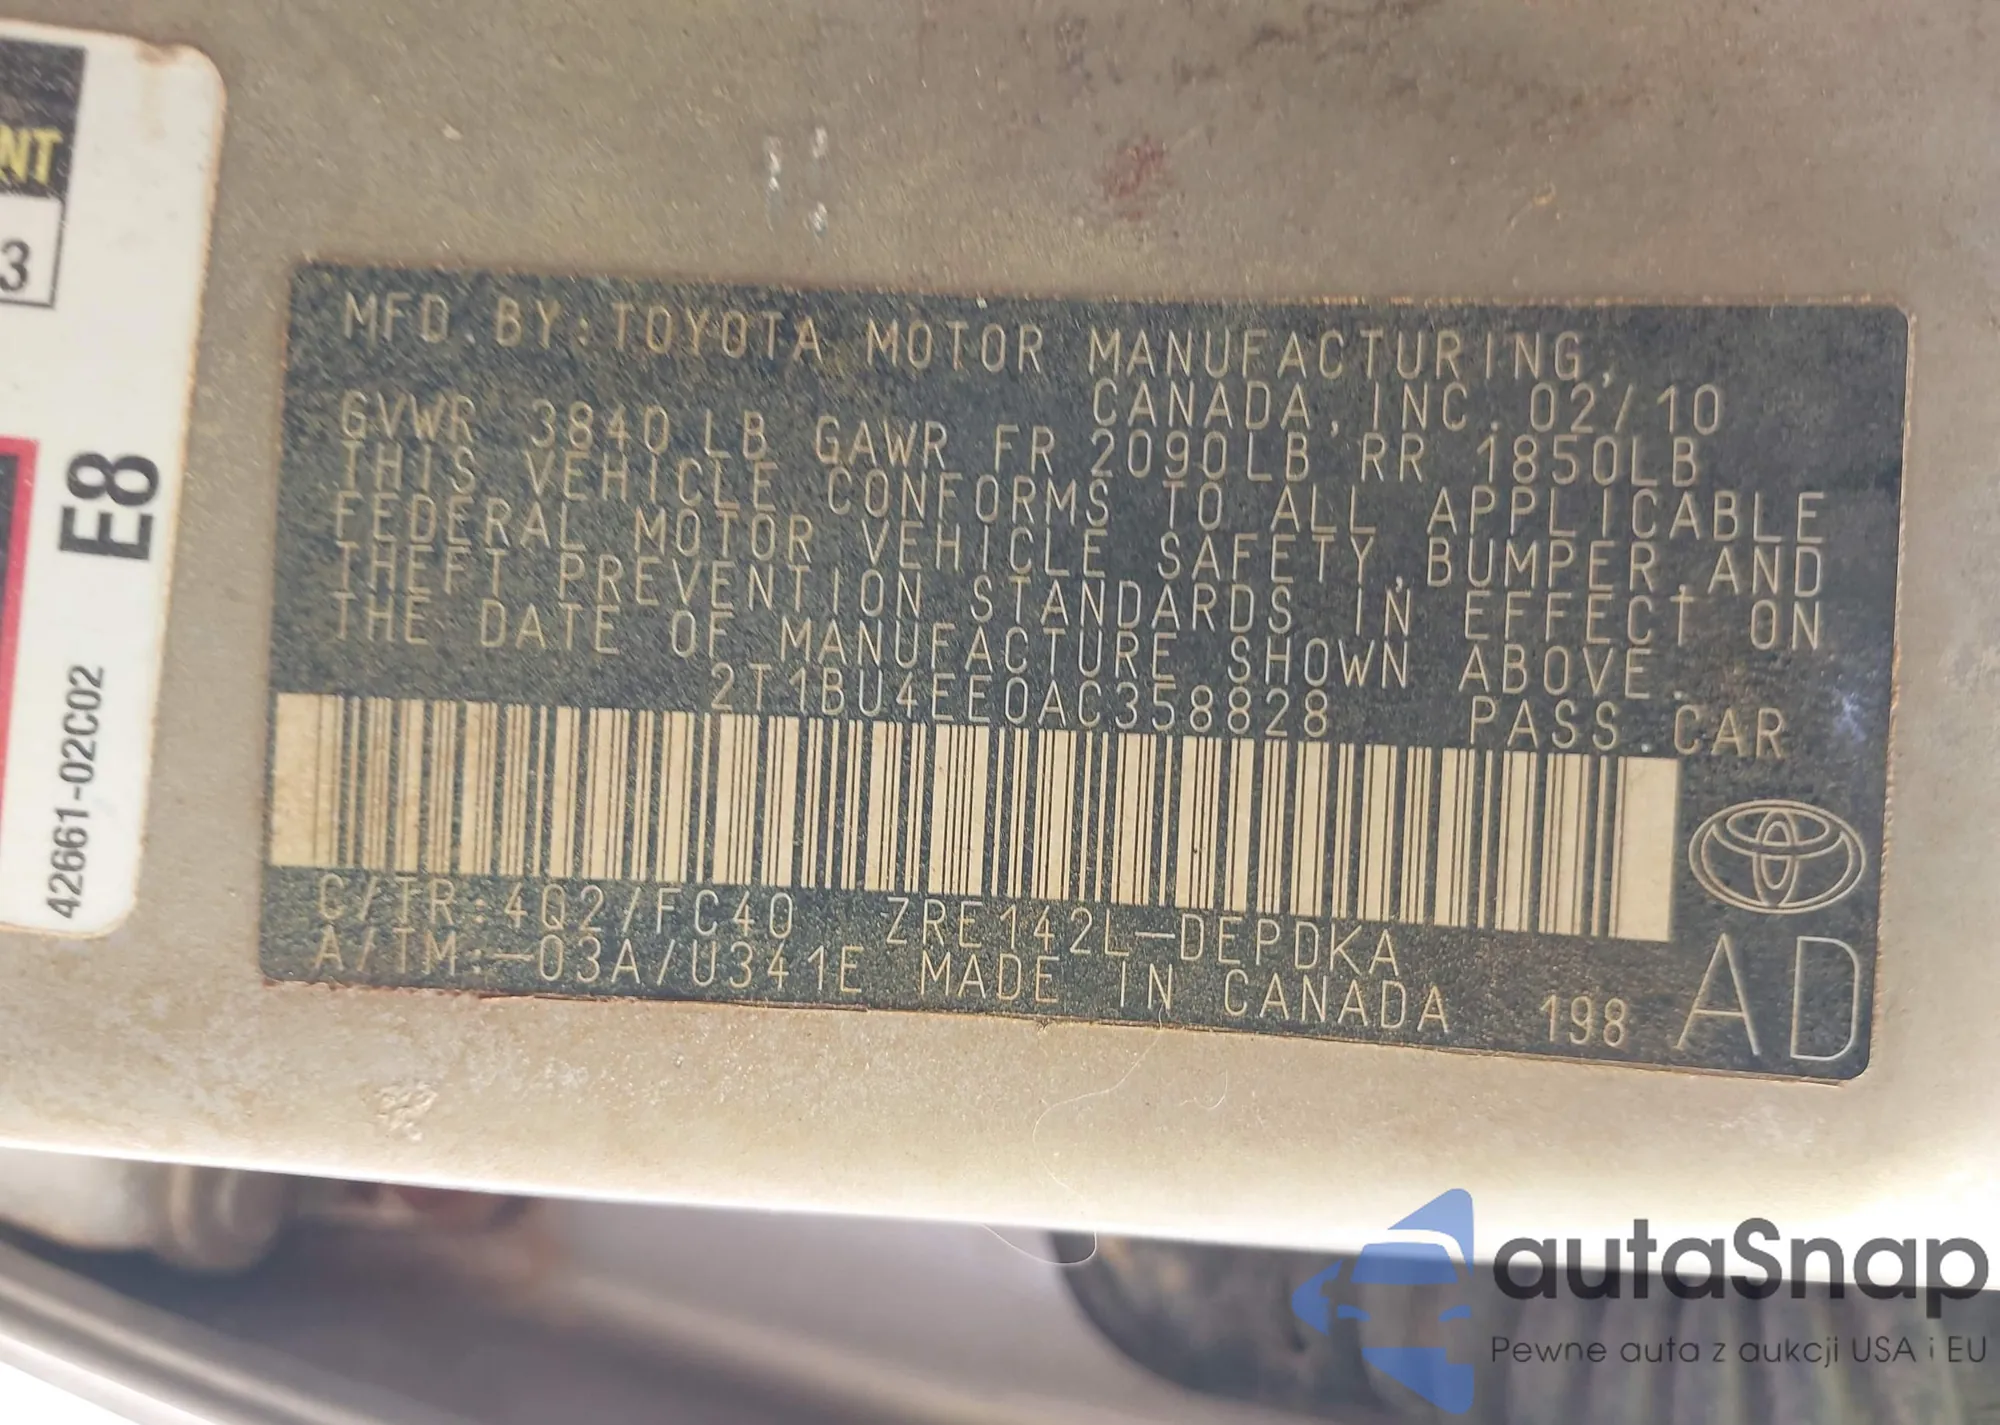 NT
3
E8
42661-02C02
MFD. BY: TOYOTA MOTOR MANUFACTURING,
CANADA, INC. 02/10
GVWR 3840 LB GAWR FR 2090LB RR 1850LB
THIS VEHICLE CONFORMS TO ALL APPLICABLE
FEDERAL MOTOR VEHICLE SAFETY, BUMPER, AND
THEFT PREVENTION STANDARDS IN EFFECT ON
THE DATE OF MANUFACTURE SHOWN ABOVE.
2T1BU4EE0AC358828 PASS. CAR
C/TR: 4Q2/FC40 ZRE142L-DEPDKA
A/TM:-03A/U341E MADE IN CANADA 198 AD
autaSnap
Pewne auta z aukcji USA i EU